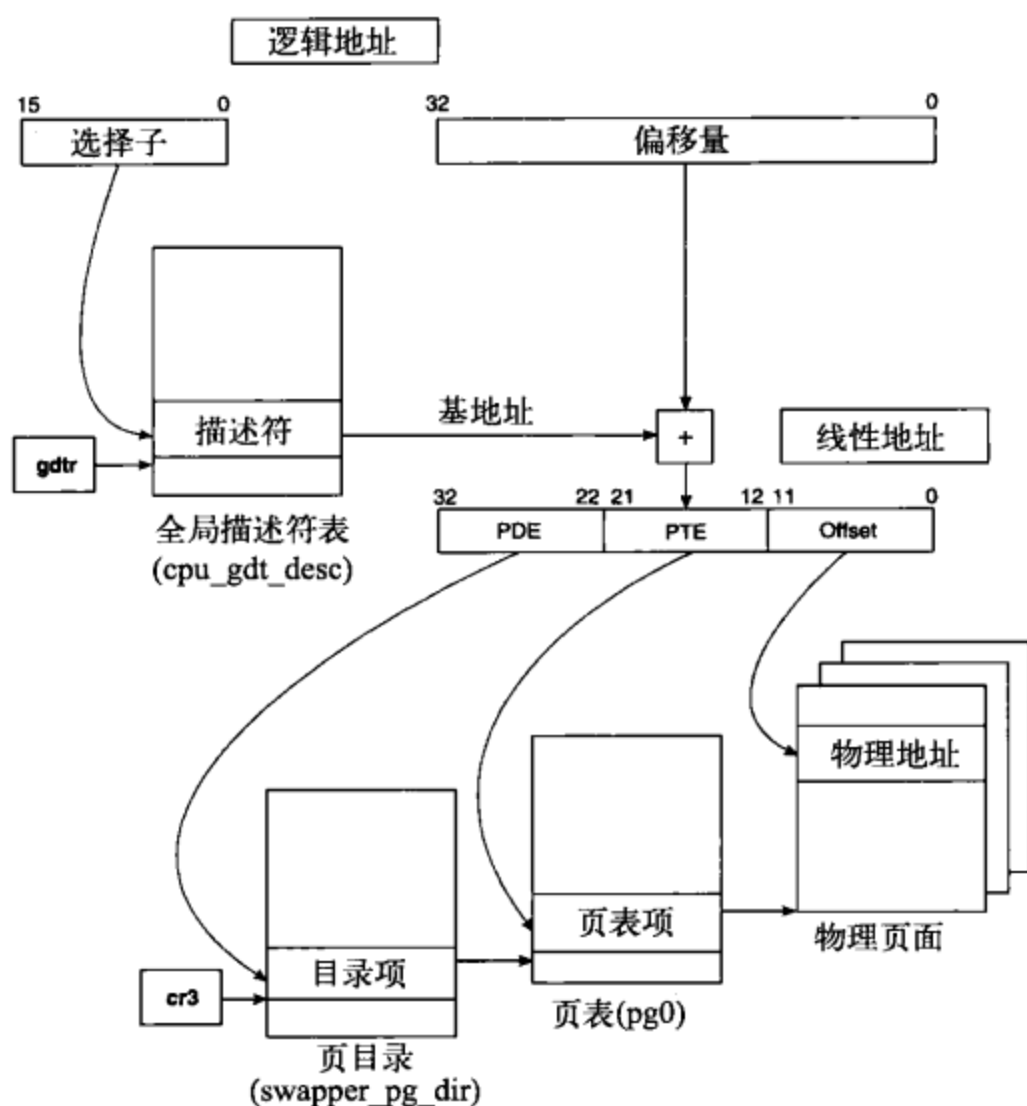 逻辑地址
15 0 32 0
选择子 偏移量
描述符 基地址 + 线性地址
gdtr
32 22 21 12 11 0
PDE PTE Offset
全局描述符表
(cpu_gdt_desc)
物理地址
页表项
物理页面
目录项
cr3
页表(pg0)
页目录
(swapper_pg_dir)